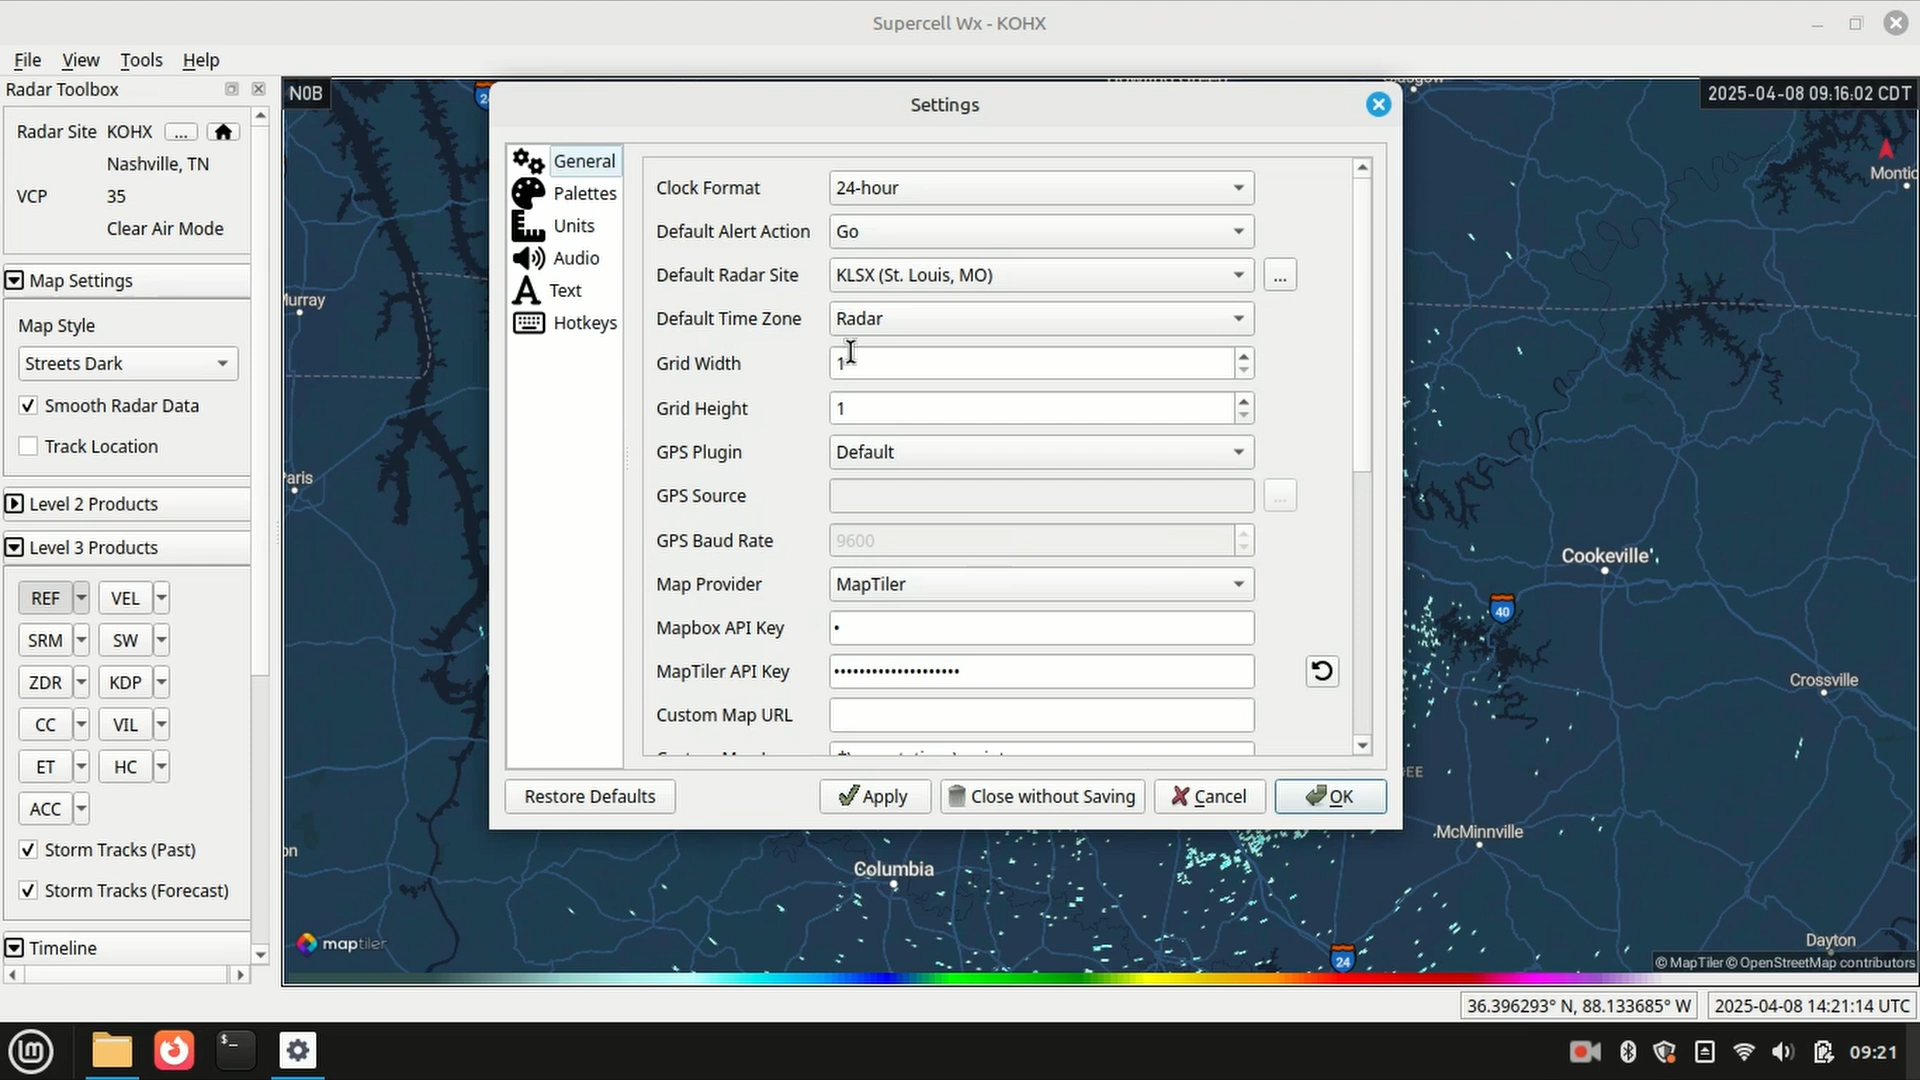 Supercell Wx - KOHX
File View Tools Help
Radar Toolbox
Radar Site KOHX ...
Nashville, TN
VCP 35
Clear Air Mode
Map Settings
Map Style
Streets Dark
Smooth Radar Data
Track Location
Level 2 Products
Level 3 Products
REF VEL
SRM SW
ZDR KDP
CC VIL
ET HC
ACC
Storm Tracks (Past)
Storm Tracks (Forecast)
Timeline
N0B
2025-04-08 09:16:02 CDT
Settings
General
Palettes
Units
Audio
Text
Hotkeys
Clock Format 24-hour
Default Alert Action Go
Default Radar Site KLSX (St. Louis, MO) ...
Default Time Zone Radar
Grid Width 1
Grid Height 1
GPS Plugin Default
GPS Source ...
GPS Baud Rate 9600
Map Provider MapTiler
Mapbox API Key •
MapTiler API Key ••••••••••••••••••••
Custom Map URL
Restore Defaults Apply Close without Saving Cancel OK
Cookeville
40
Crossville
McMinnville
Columbia
24
Dayton
maptiler
© MapTiler © OpenStreetMap contributors
36.396293° N, 88.133685° W 2025-04-08 14:21:14 UTC
09:21